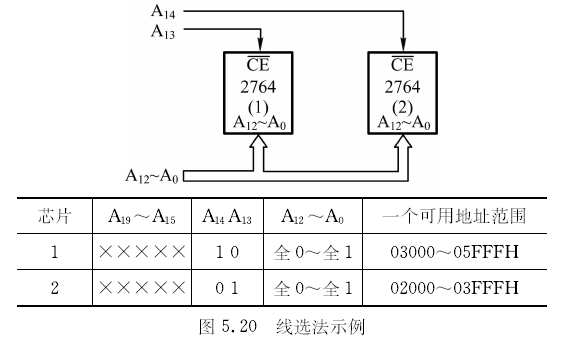 A₁₄
A₁₃
C̅E̅ C̅E̅
2764 2764
(1) (2)
A₁₂~A₀ A₁₂~A₀
A₁₂~A₀
芯片 A₁₉~A₁₅ A₁₄ A₁₃ A₁₂~A₀ 一个可用地址范围
1 ××××× 1 0 全0~全1 03000~05FFFH
2 ××××× 0 1 全0~全1 02000~03FFFH
图 5.20 线选法示例